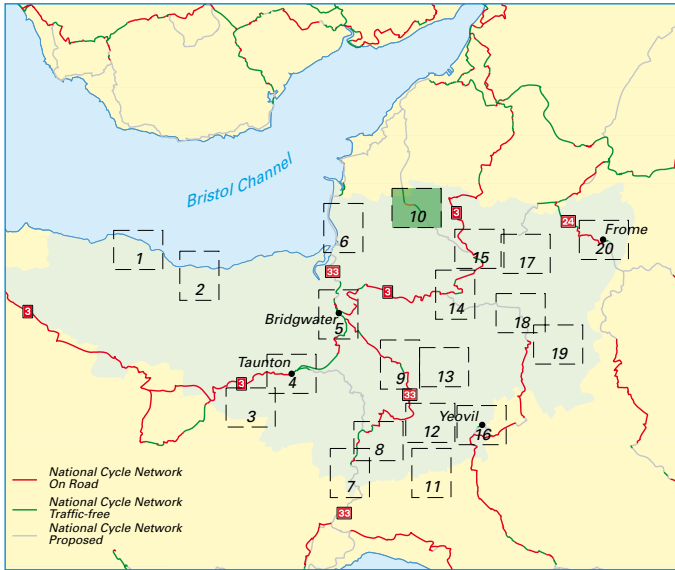 Bristol Channel
10
3
24
Frome
20
6
1
15
17
2
33
3
14
3
Bridgwater
5
18
19
Taunton
4
3
9
13
3
33
12
Yeovil
16
8
7
11
National Cycle Network
On Road
National Cycle Network
Traffic-free
National Cycle Network
Proposed
33